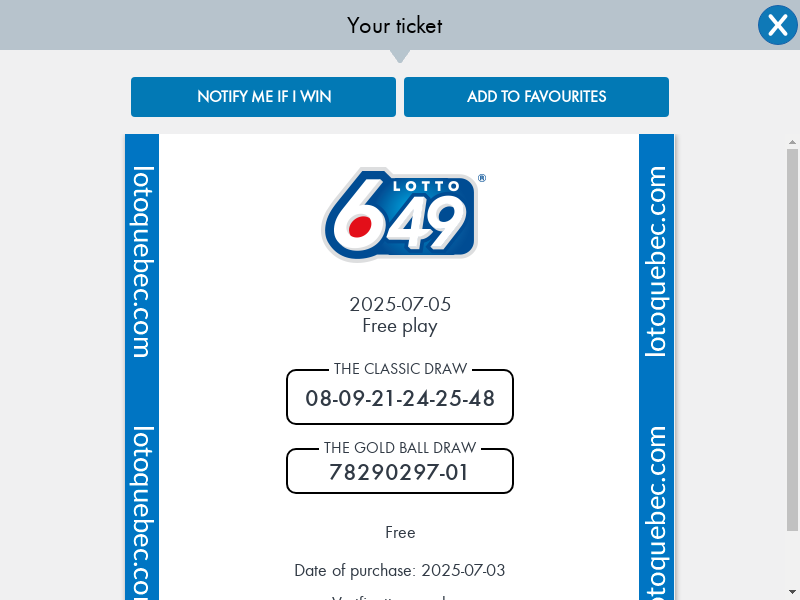 Your ticket
NOTIFY ME IF I WIN
ADD TO FAVOURITES
lotoquebec.com
lotoquebec.com
LOTTO
649
®
2025-07-05
Free play
THE CLASSIC DRAW
08-09-21-24-25-48
THE GOLD BALL DRAW
78290297-01
lotoquebec.com
lotoquebec.com
Free
Date of purchase: 2025-07-03